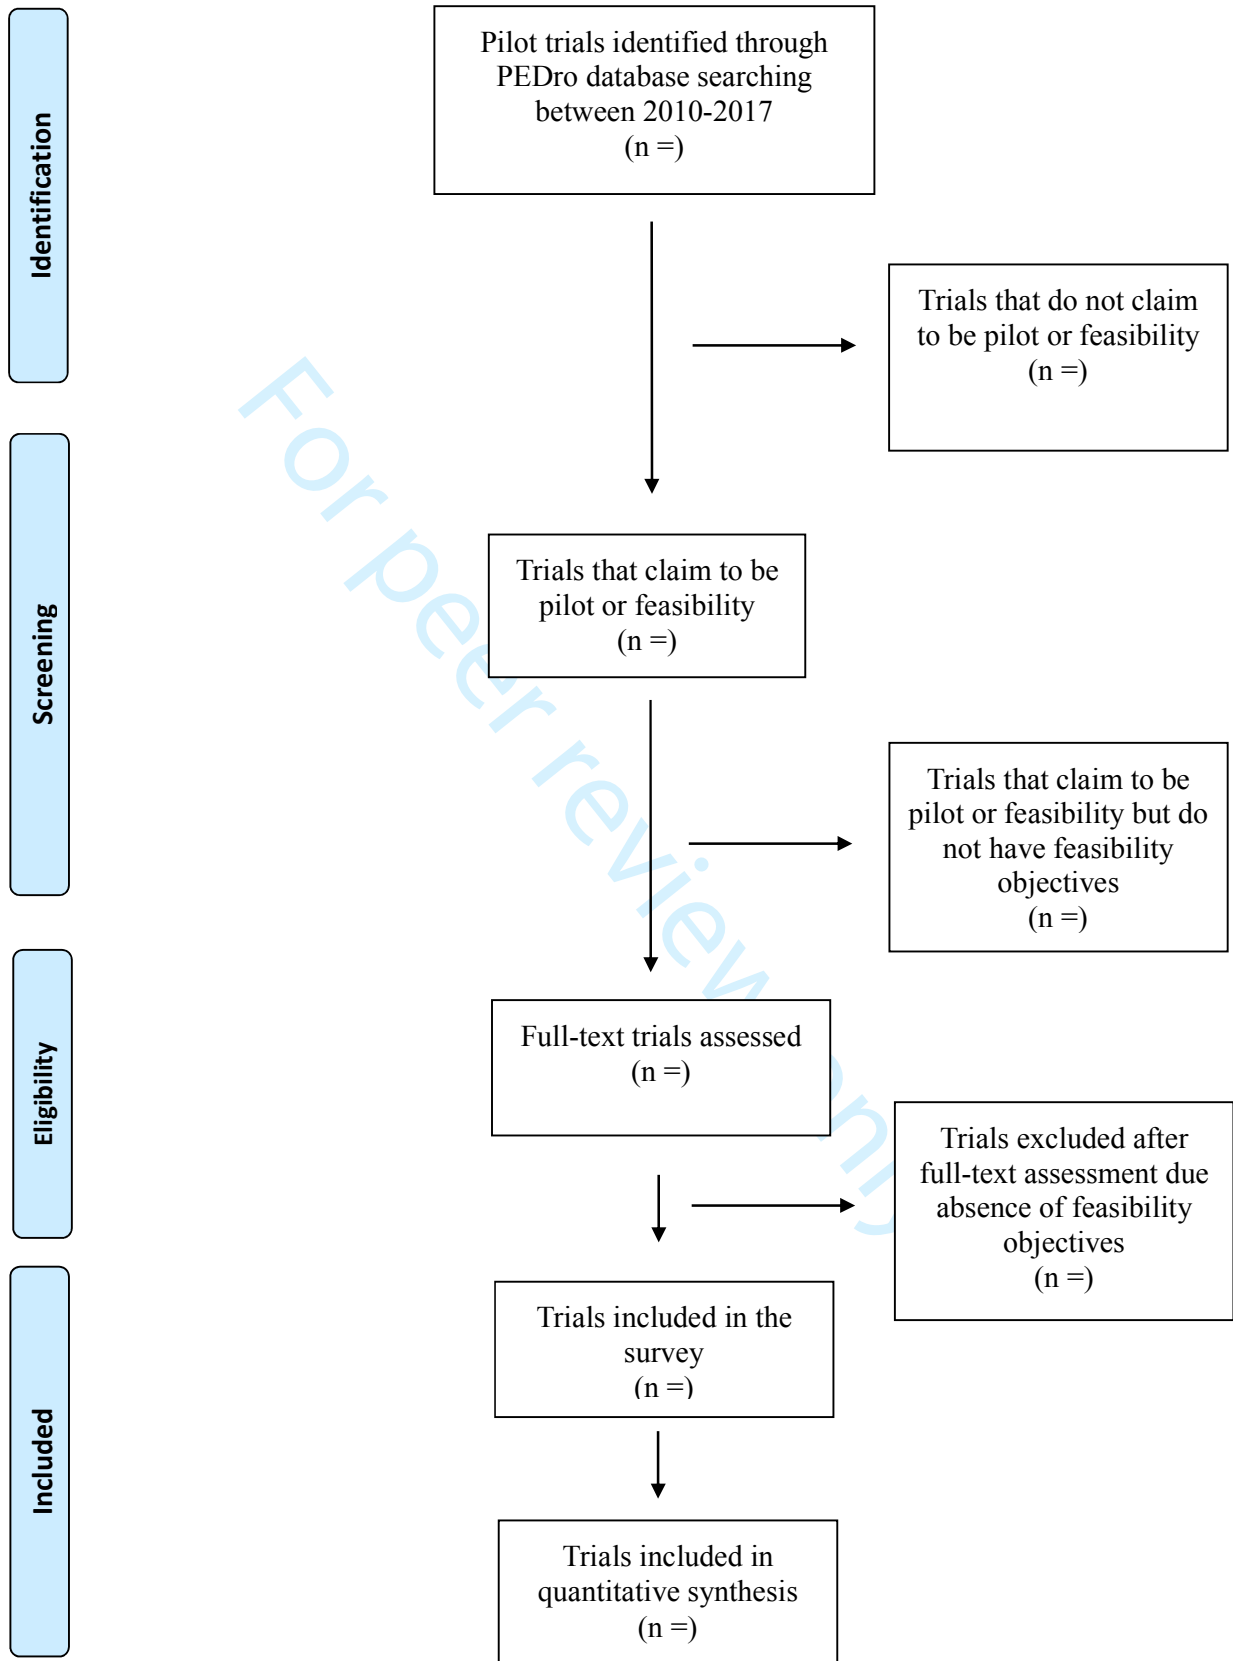 Identification
Pilot trials identified through
PEDro database searching
between 2010-2017
(n =)
Trials that do not claim
to be pilot or feasibility
(n =)
Screening
Trials that claim to be
pilot or feasibility
(n =)
Trials that claim to be
pilot or feasibility but do
not have feasibility
objectives
(n =)
Eligibility
Full-text trials assessed
(n =)
Trials excluded after
full-text assessment due
absence of feasibility
objectives
(n =)
Included
Trials included in the
survey
(n =)
Trials included in
quantitative synthesis
(n =)
For peer review only